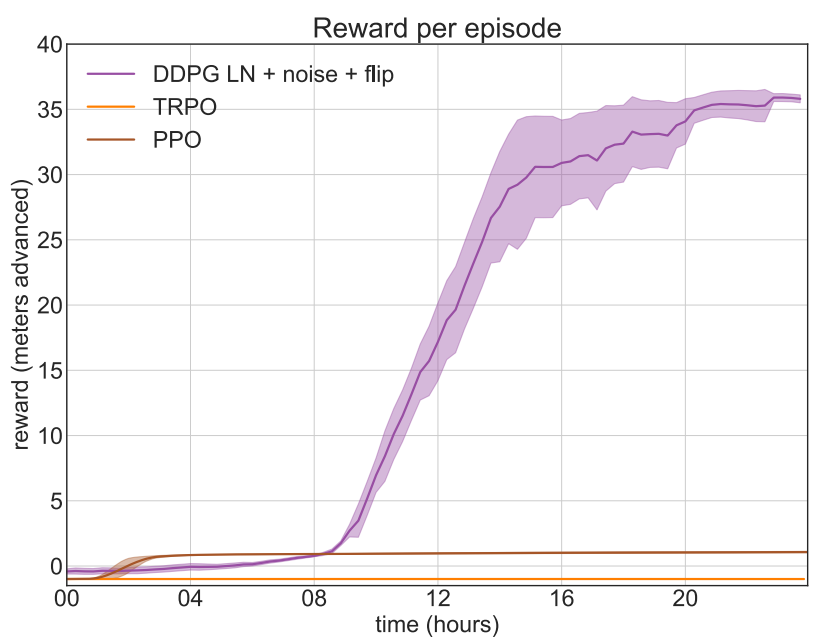 Reward per episode
DDPG LN + noise + flip
TRPO
PPO
reward (meters advanced)
40
35
30
25
20
15
10
5
0
00 04 08 12 16 20
time (hours)